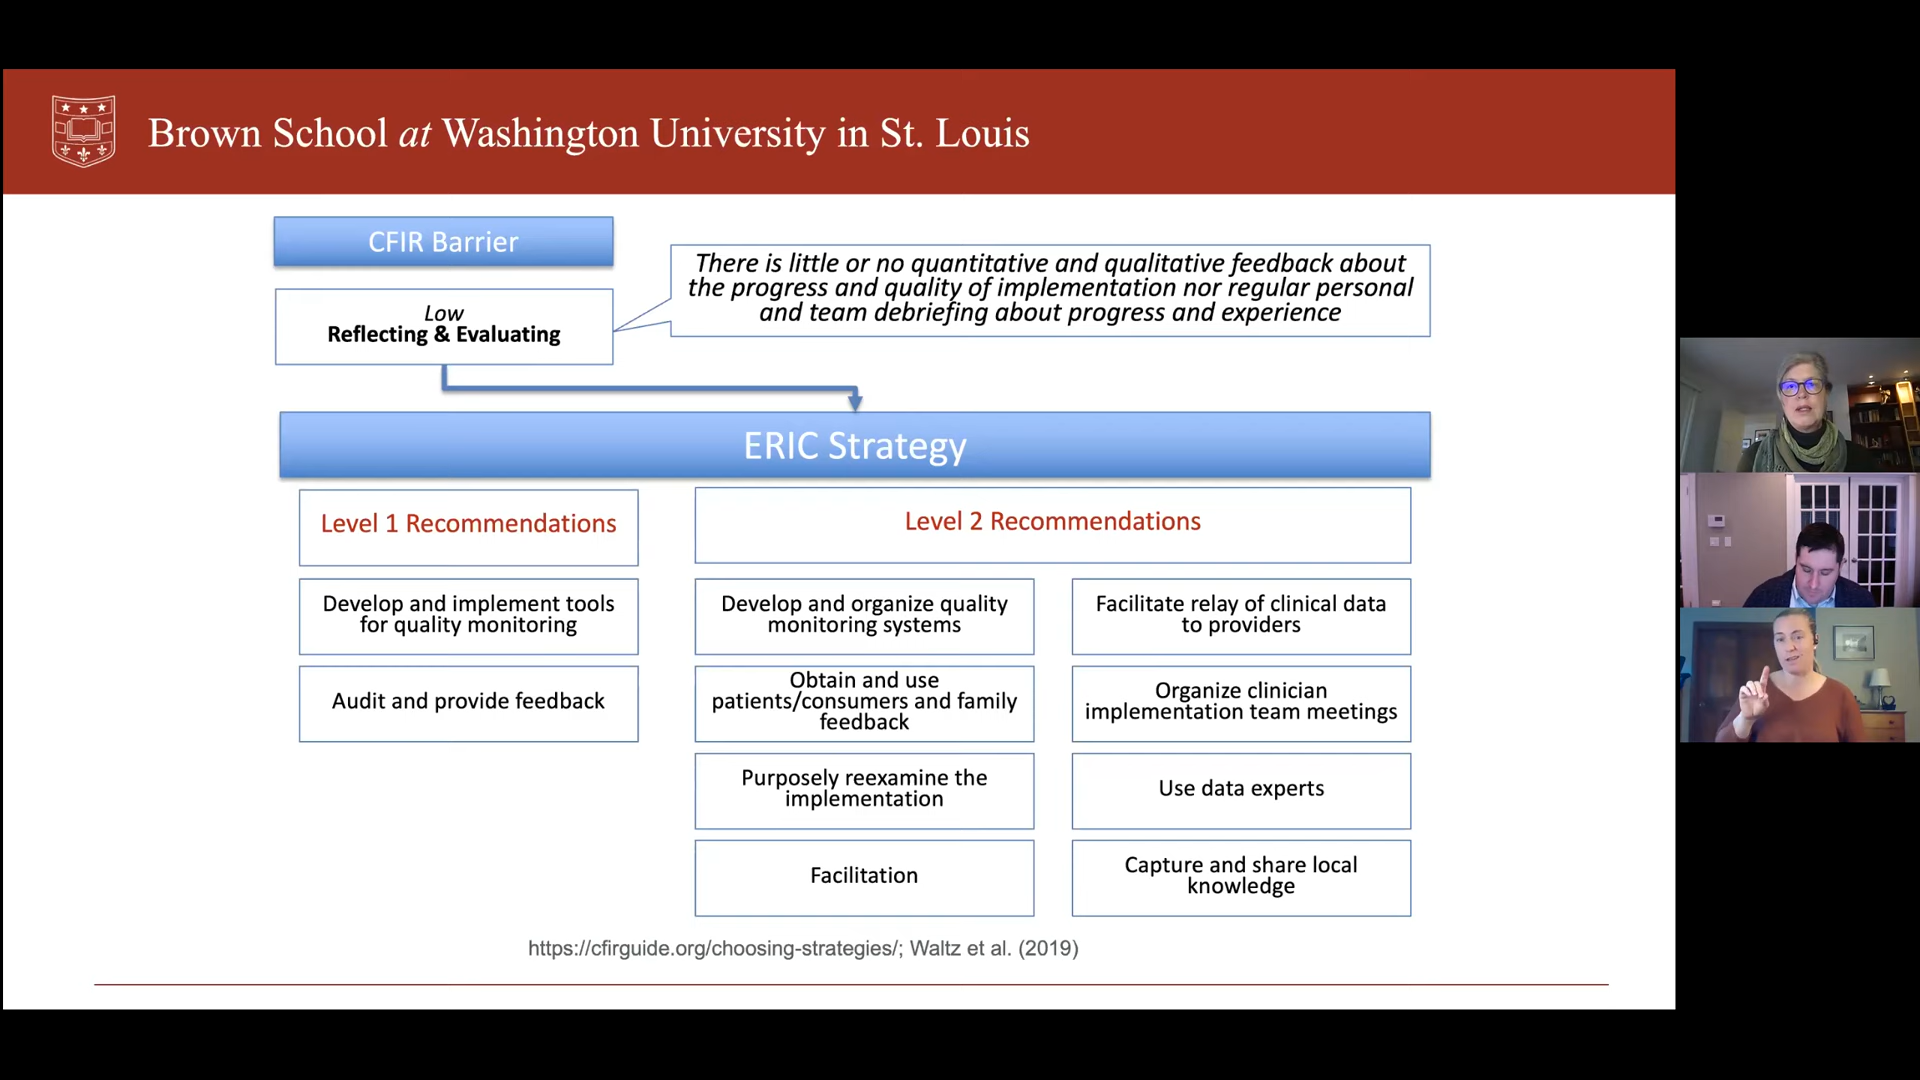 Brown School at Washington University in St. Louis
CFIR Barrier
There is little or no quantitative and qualitative feedback about
the progress and quality of implementation nor regular personal
and team debriefing about progress and experience
Low
Reflecting & Evaluating
ERIC Strategy
Level 1 Recommendations
Level 2 Recommendations
Develop and implement tools
for quality monitoring
Develop and organize quality
monitoring systems
Facilitate relay of clinical data
to providers
Audit and provide feedback
Obtain and use
patients/consumers and family
feedback
Organize clinician
implementation team meetings
Purposely reexamine the
implementation
Use data experts
Facilitation
Capture and share local
knowledge
https://cfirguide.org/choosing-strategies/; Waltz et al. (2019)